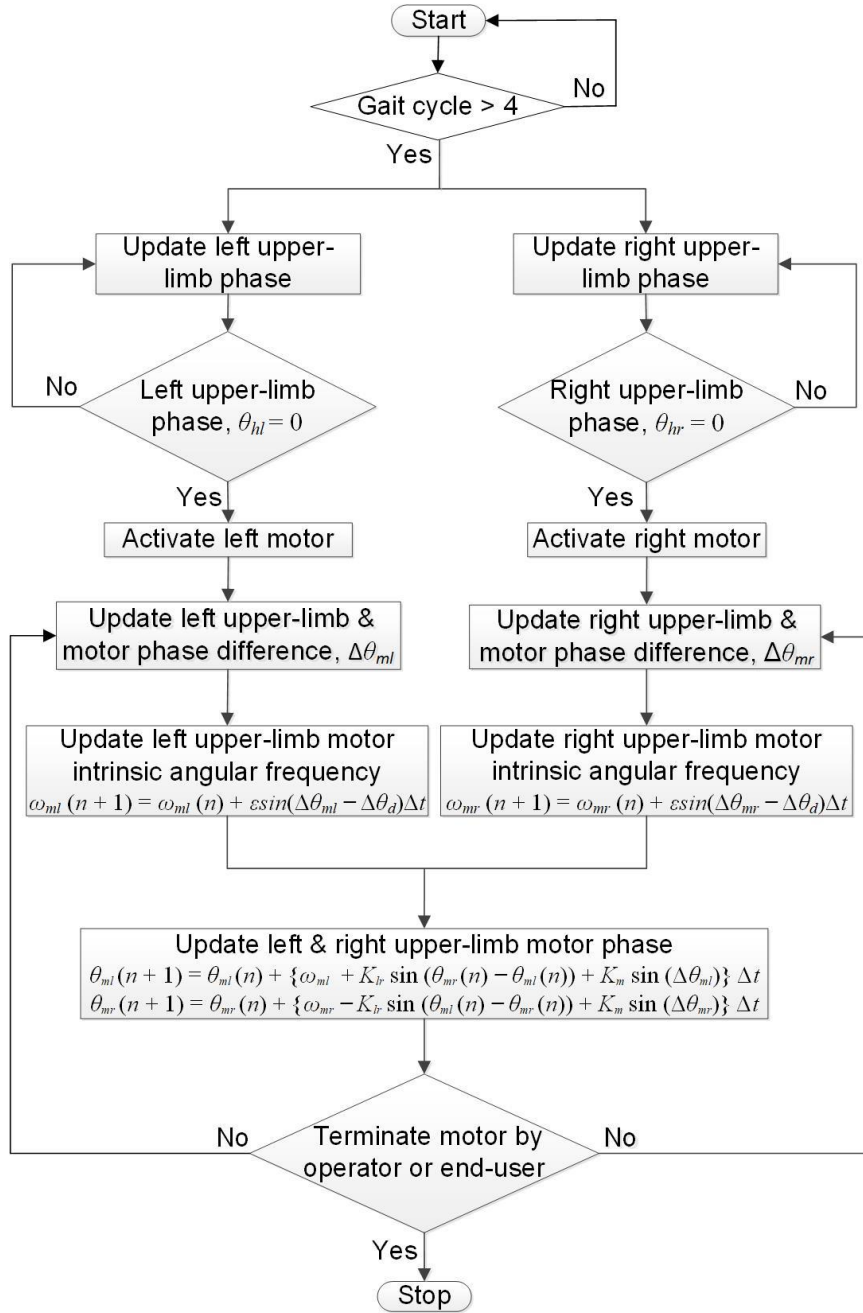 Start
Gait cycle > 4
No
Yes
Update left upper-
limb phase
Update right upper-
limb phase
No
Left upper-limb
phase, θhl = 0
Right upper-limb
phase, θhr = 0
No
Yes
Yes
Activate left motor
Activate right motor
Update left upper-limb &
motor phase difference, Δθml
Update right upper-limb &
motor phase difference, Δθmr
Update left upper-limb motor
intrinsic angular frequency
ωml (n + 1) = ωml (n) + εsin(Δθml – Δθd)Δt
Update right upper-limb motor
intrinsic angular frequency
ωmr (n + 1) = ωmr (n) + εsin(Δθmr – Δθd)Δt
Update left & right upper-limb motor phase
θml (n + 1) = θml (n) + {ωml + Klr sin (θmr (n) – θml (n)) + Km sin (Δθml)} Δt
θmr (n + 1) = θmr (n) + {ωmr – Klr sin (θml (n) – θmr (n)) + Km sin (Δθmr)} Δt
No
Terminate motor by
operator or end-user
No
Yes
Stop